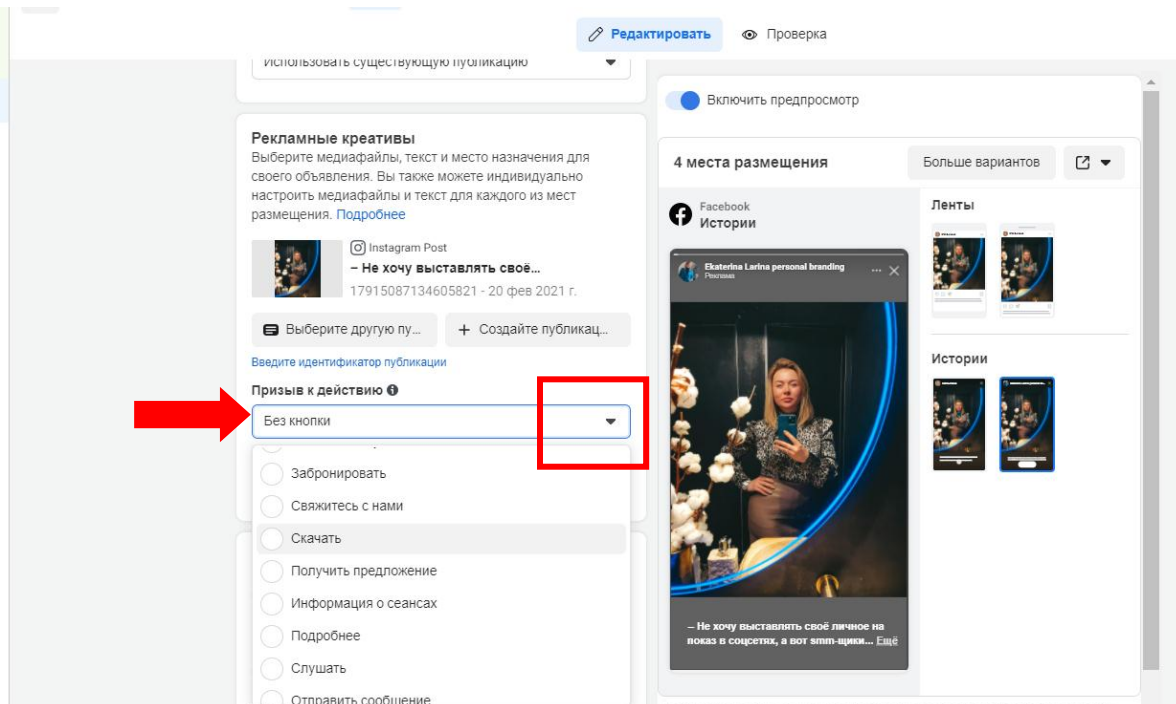 Редактировать
Проверка
Использовать существующую публикацию
Включить предпросмотр
Рекламные креативы
Выберите медиафайлы, текст и место назначения для
своего объявления. Вы также можете индивидуально
настроить медиафайлы и текст для каждого из мест
размещения. Подробнее
Instagram Post
– Не хочу выставлять своё...
17915087134605821 - 20 фев 2021 г.
Выберите другую пу...
+ Создайте публикац...
Введите идентификатор публикации
Призыв к действию
Без кнопки
Забронировать
Свяжитесь с нами
Скачать
Получить предложение
Информация о сеансах
Подробнее
Слушать
Отправить сообщение
4 места размещения
Больше вариантов
Facebook
Истории
Ekaterina Larina personal branding
Реклама
– Не хочу выставлять своё личное на
показ в соцсетях, а вот smm-щики... Ещё
Ленты
Истории